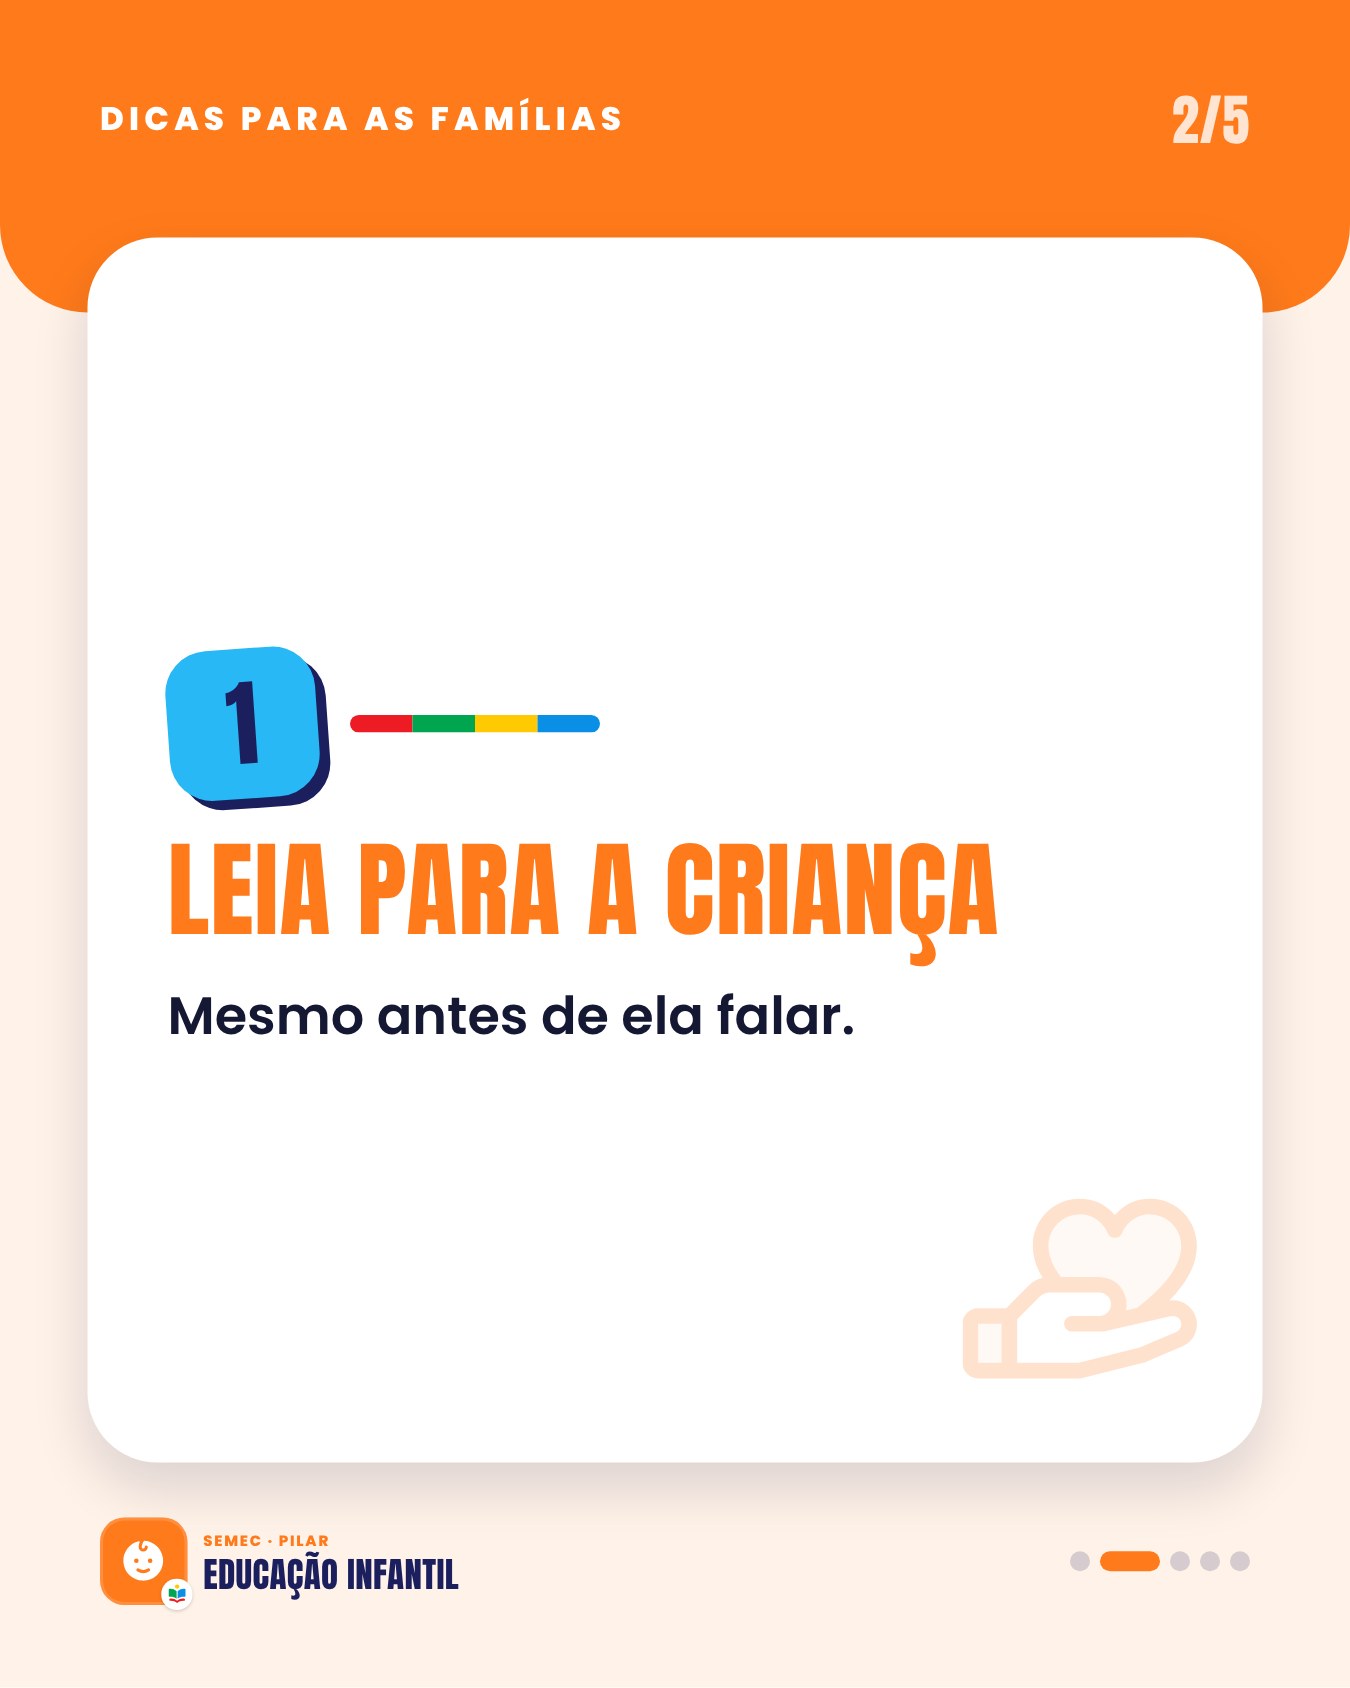 DICAS PARA AS FAMÍLIAS
2/5
1
LEIA PARA A CRIANÇA
Mesmo antes de ela falar.
SEMEC · PILAR
EDUCAÇÃO INFANTIL